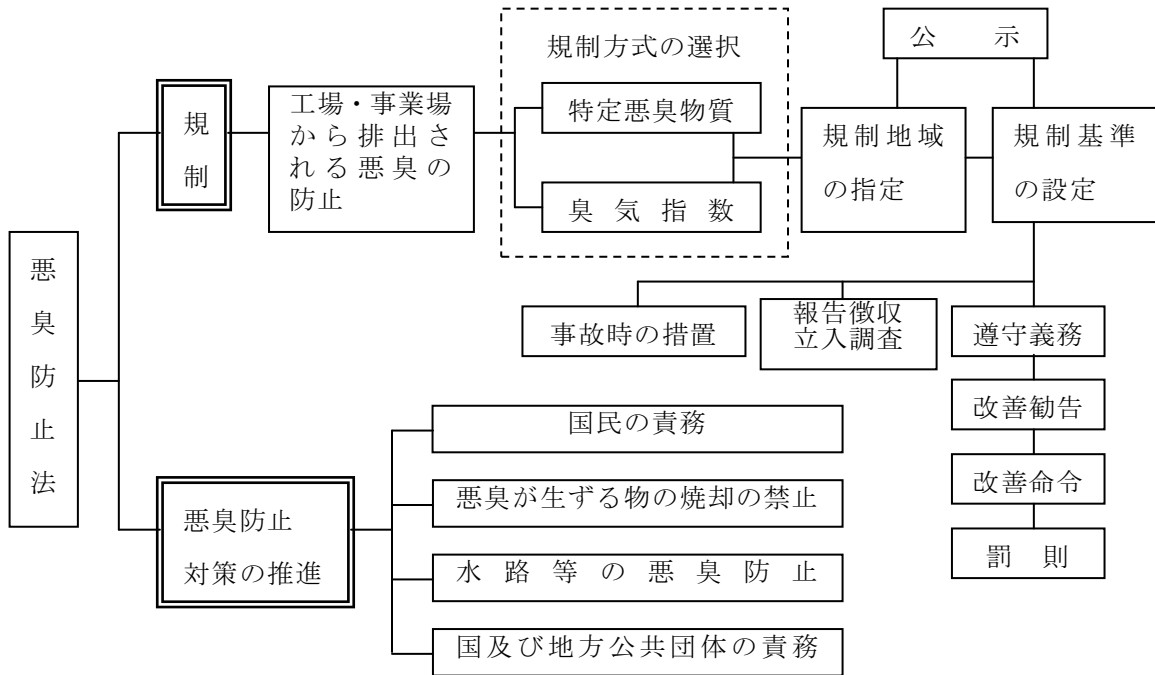 悪臭防止法
規制
工場・事業場
から排出さ
れる悪臭の
防止
規制方式の選択
特定悪臭物質
臭気指数
公示
規制地域
の指定
規制基準
の設定
事故時の措置
報告徴収
立入調査
遵守義務
改善勧告
改善命令
罰則
悪臭防止
対策の推進
国民の責務
悪臭が生ずる物の焼却の禁止
水路等の悪臭防止
国及び地方公共団体の責務